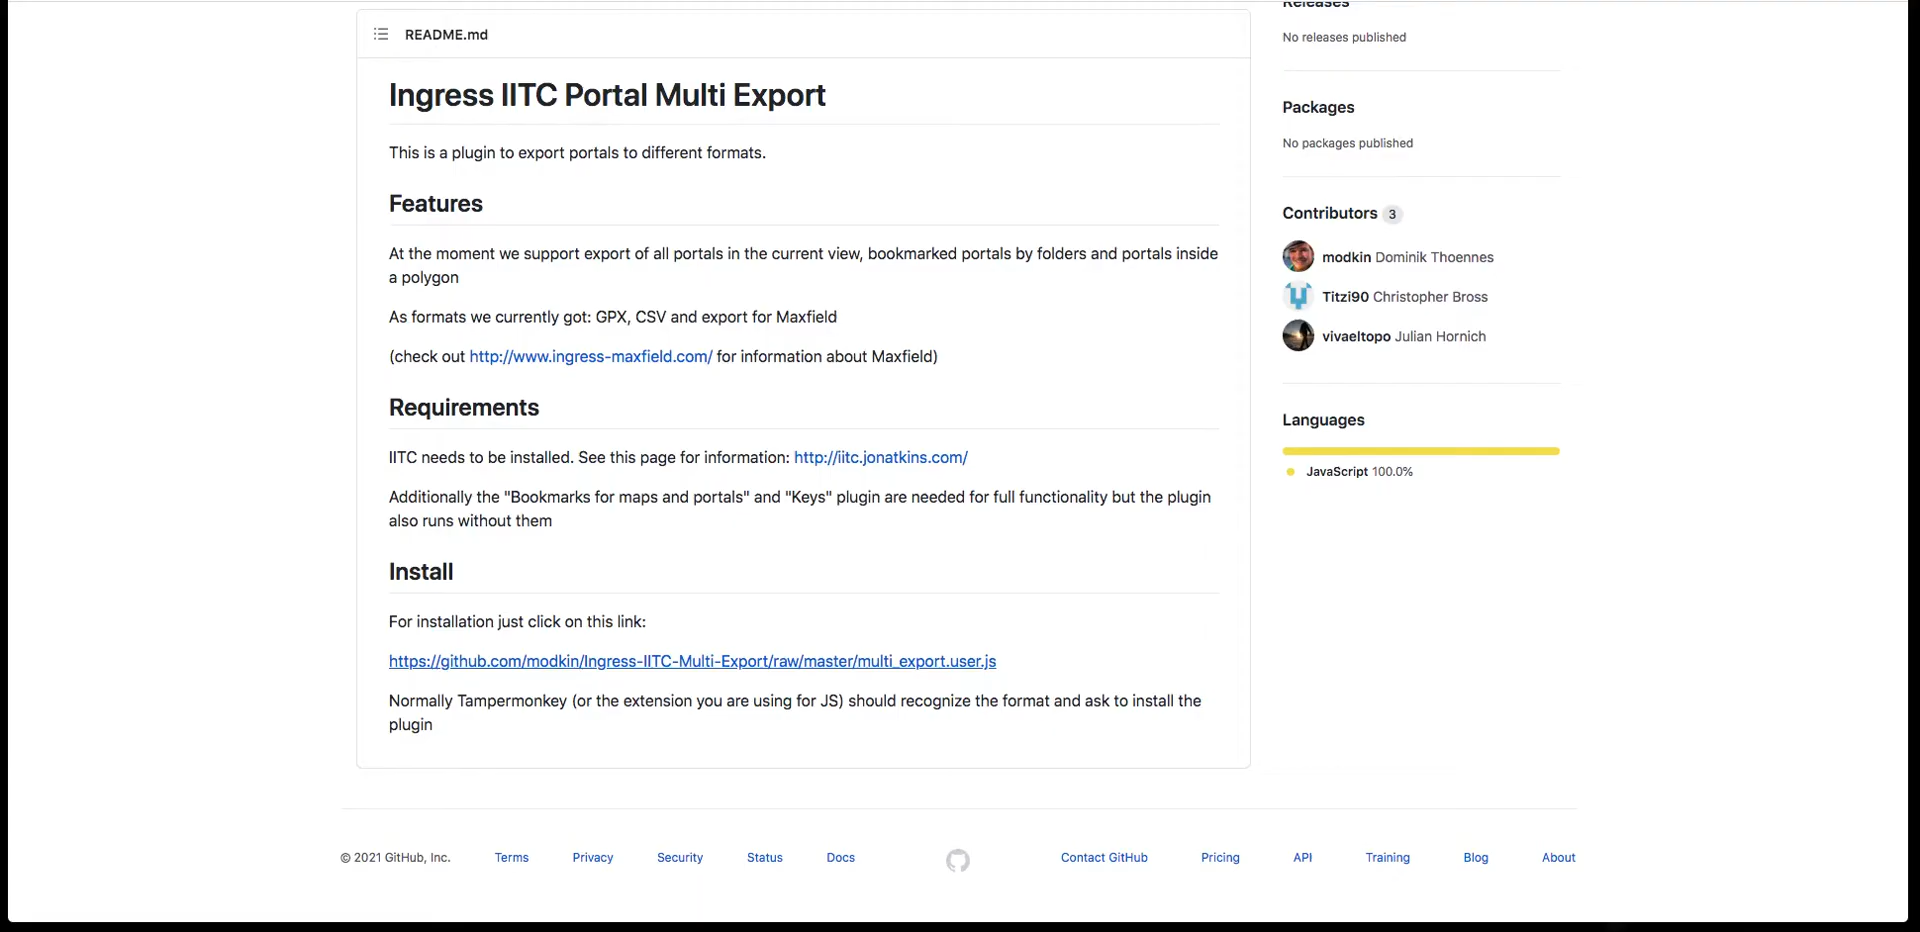 Releases
README.md
No releases published
Ingress IITC Portal Multi Export
Packages
No packages published
This is a plugin to export portals to different formats.
Features
Contributors 3
At the moment we support export of all portals in the current view, bookmarked portals by folders and portals inside
a polygon
modkin Dominik Thoennes
Titzi90 Christopher Bross
vivaeltopo Julian Hornich
As formats we currently got: GPX, CSV and export for Maxfield
(check out http://www.ingress-maxfield.com/ for information about Maxfield)
Requirements
Languages
JavaScript 100.0%
IITC needs to be installed. See this page for information: http://iitc.jonatkins.com/
Additionally the "Bookmarks for maps and portals" and "Keys" plugin are needed for full functionality but the plugin
also runs without them
Install
For installation just click on this link:
https://github.com/modkin/Ingress-IITC-Multi-Export/raw/master/multi_export.user.js
Normally Tampermonkey (or the extension you are using for JS) should recognize the format and ask to install the
plugin
© 2021 GitHub, Inc. Terms Privacy Security Status Docs Contact GitHub Pricing API Training Blog About